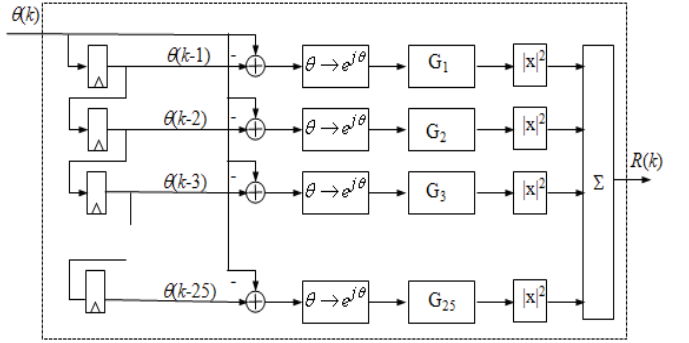 θ(k)
θ(k-1) - + θ → e^{jθ} G₁ |x|²
θ(k-2) - + θ → e^{jθ} G₂ |x|²
θ(k-3) - + θ → e^{jθ} G₃ |x|²
θ(k-25) - + θ → e^{jθ} G₂₅ |x|²
Σ
R(k)